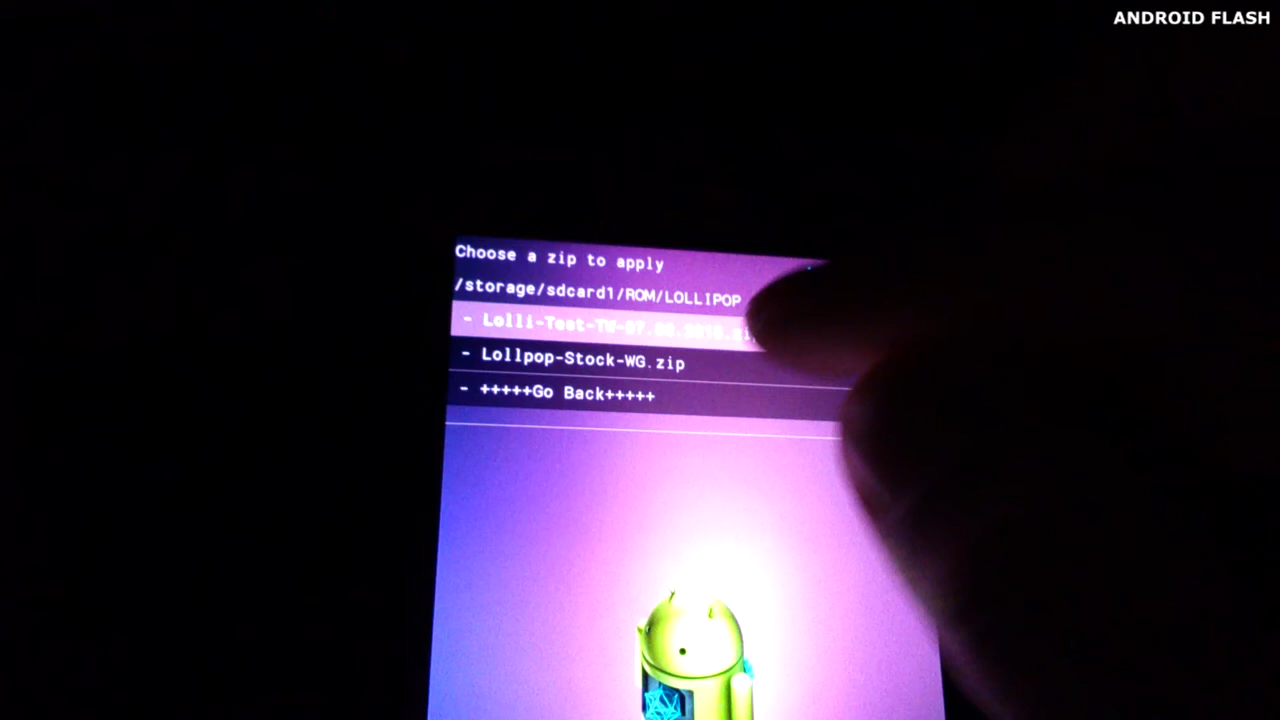 ANDROID FLASH
Choose a zip to apply
/storage/sdcard1/ROM/LOLLIPOP
- Lolli-Test-TW-07.
- Lollpop-Stock-WG.zip
- +++++Go Back+++++